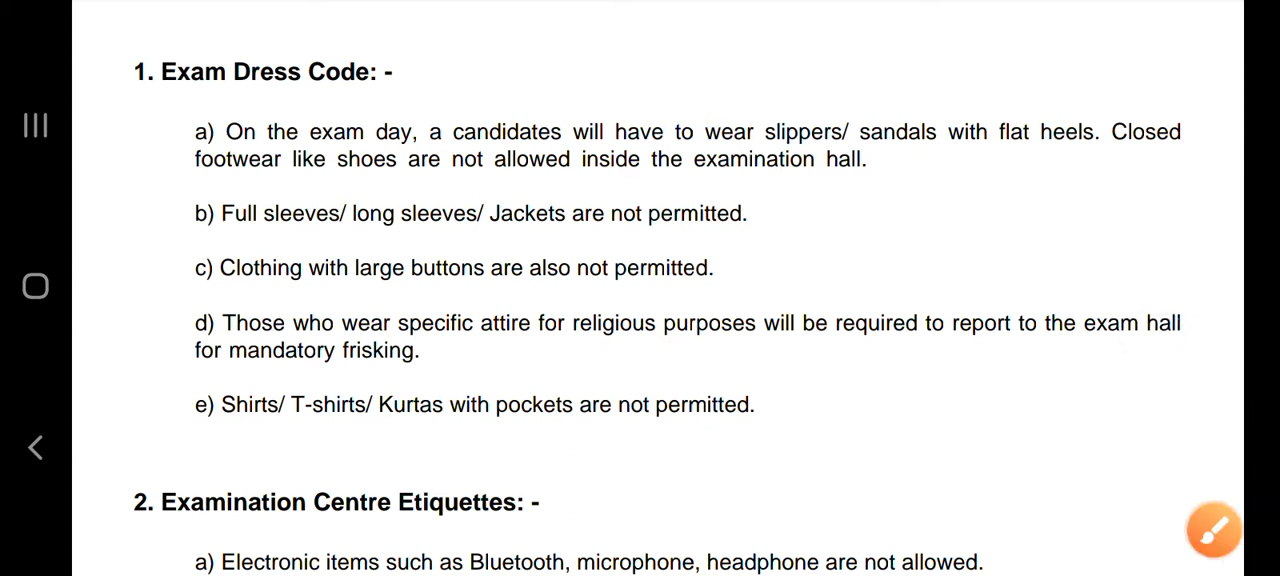 1. Exam Dress Code: -
a) On the exam day, a candidates will have to wear slippers/ sandals with flat heels. Closed
footwear like shoes are not allowed inside the examination hall.
b) Full sleeves/ long sleeves/ Jackets are not permitted.
c) Clothing with large buttons are also not permitted.
d) Those who wear specific attire for religious purposes will be required to report to the exam hall
for mandatory frisking.
e) Shirts/ T-shirts/ Kurtas with pockets are not permitted.
2. Examination Centre Etiquettes: -
a) Electronic items such as Bluetooth, microphone, headphone are not allowed.